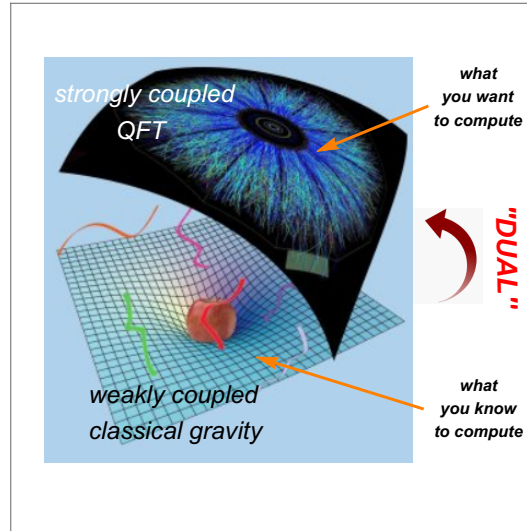 strongly coupled
QFT
what
you want
to compute
"DUAL"
weakly coupled
classical gravity
what
you know
to compute